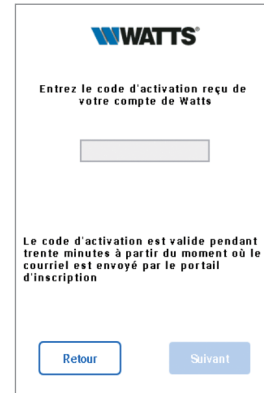 WATTS®
Entrez le code d'activation reçu de
votre compte de Watts
Le code d'activation est valide pendant
trente minutes à partir du moment où le
courriel est envoyé par le portail
d'inscription
Retour
Suivant